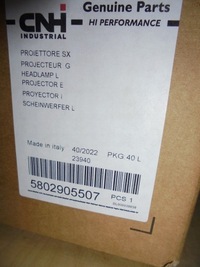 CNH
INDUSTRIAL
Genuine Parts
HI PERFORMANCE
PROIETTORE SX
PROJECTEUR G
HEADLAMP L
PROJECTOR E
PROYECTOR I
SCHEINWERFER L
Made in Italy 40/2022 PKG: 40 L
23940
5802905507
PCS 1